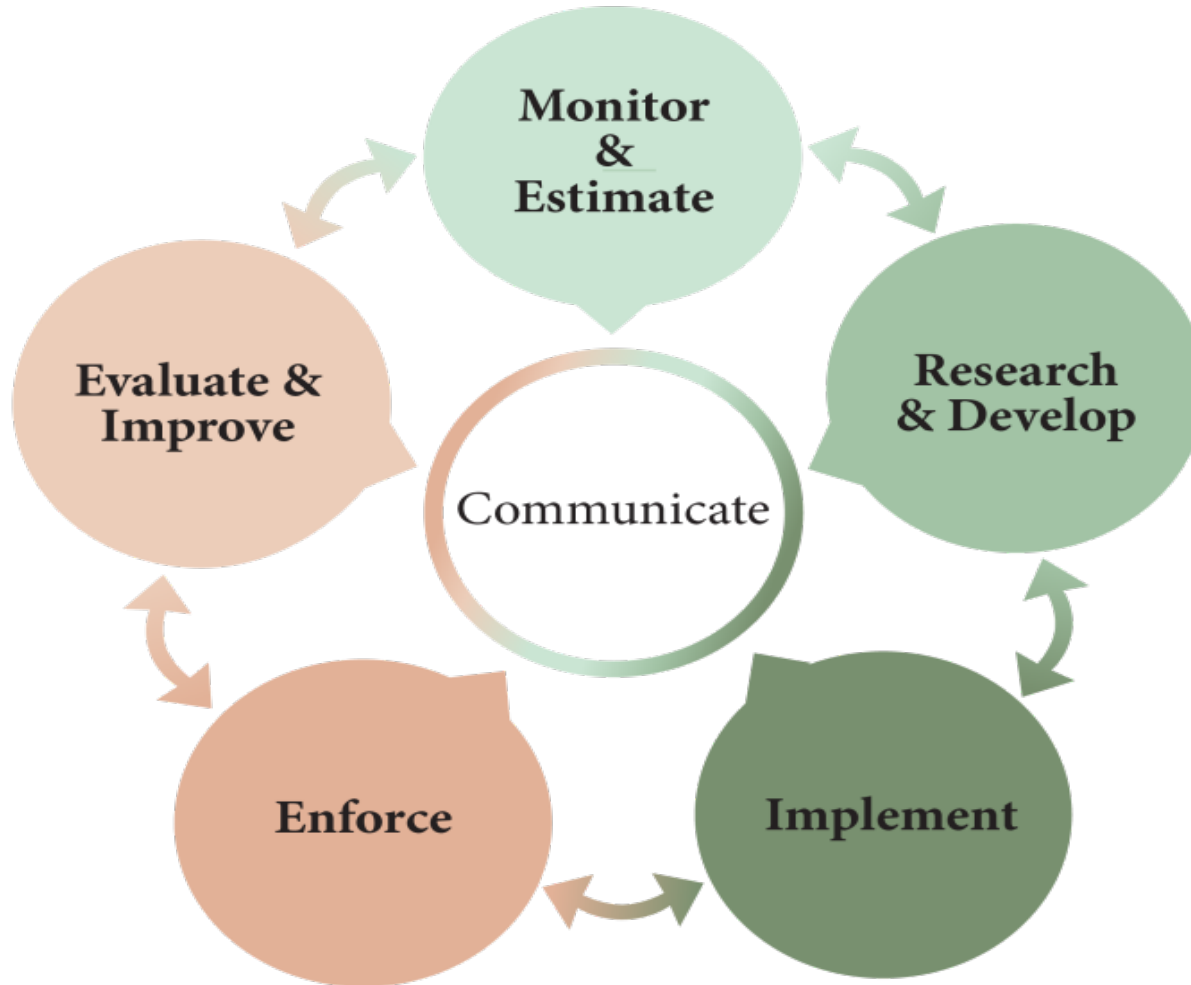 Monitor
&
Estimate
Research
& Develop
Evaluate &
Improve
Communicate
Enforce
Implement